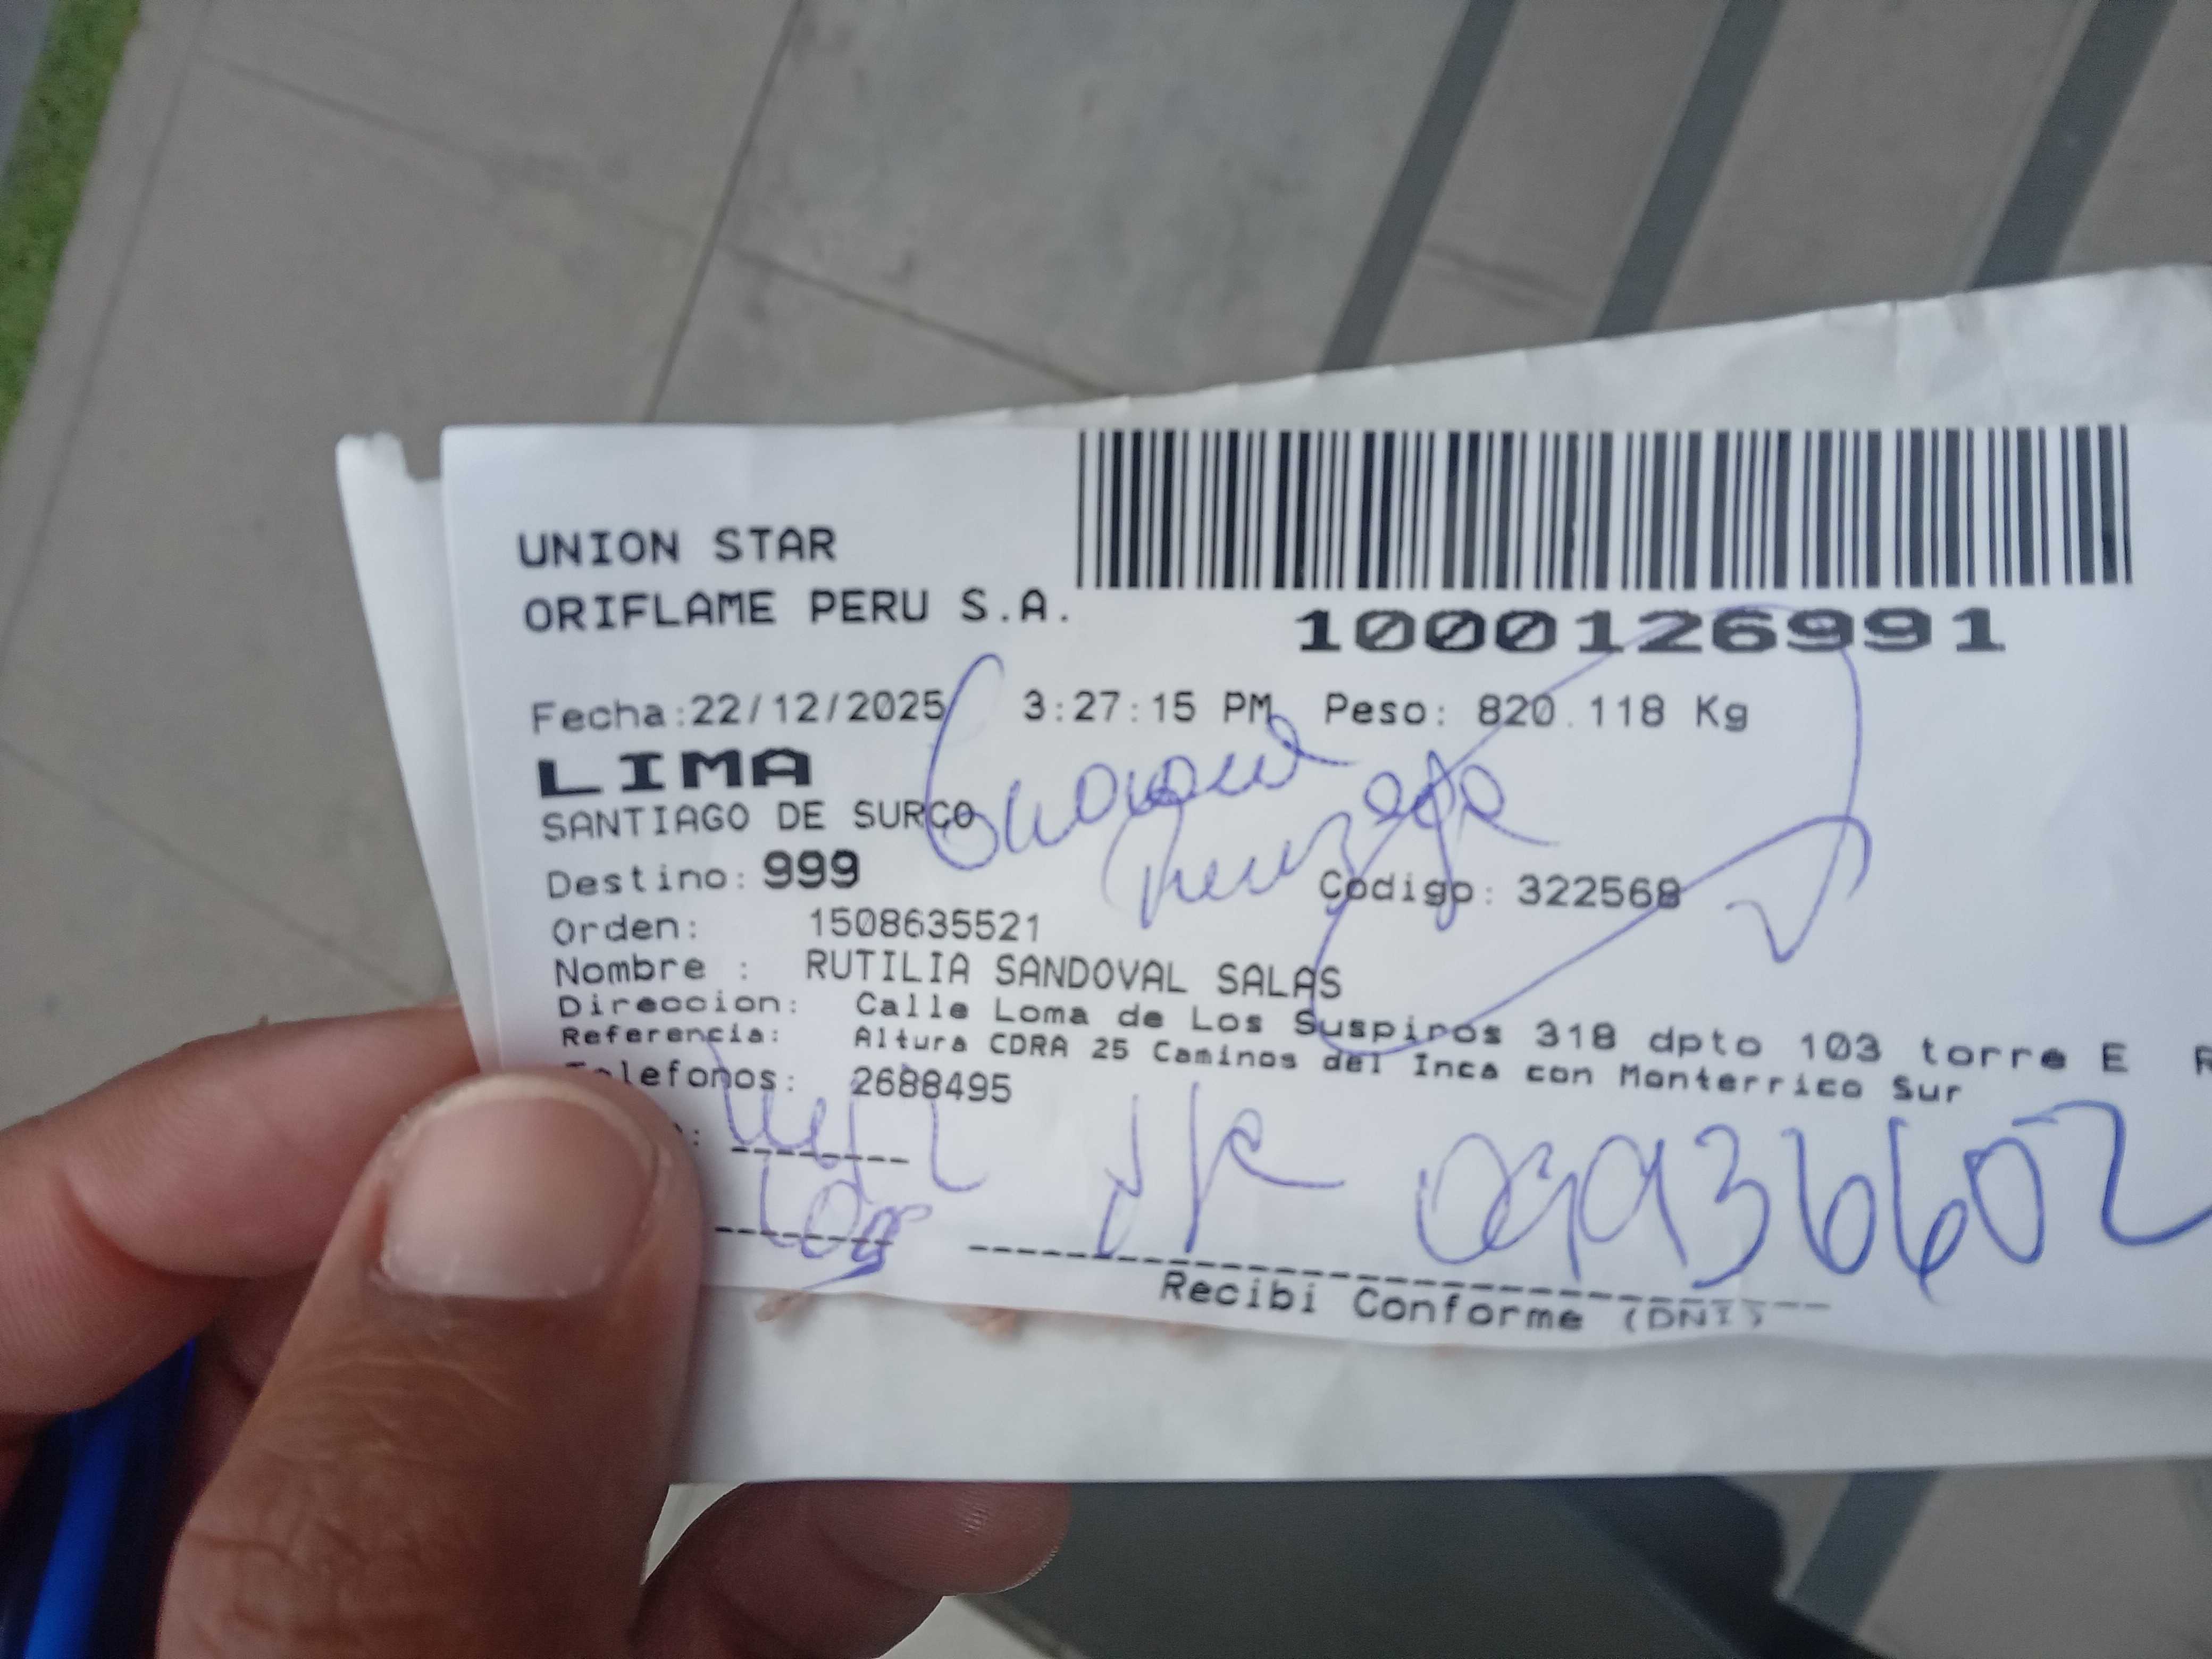 UNION STAR
ORIFLAME PERU S.A.
1000126991
Fecha:22/12/2025 3:27:15 PM Peso: 820.118 Kg
LIMA
SANTIAGO DE SURCO
Destino: 999
Codigo: 322568
Orden: 1508635521
Nombre : RUTILIA SANDOVAL SALAS
Direccion: Calle Loma de Los Suspiros 318 dpto 103 torre E R
Referencia: Altura CDRA 25 Caminos del Inca con Monterrico Sur
Telefonos: 2688495
Recibi Conforme (DNI)